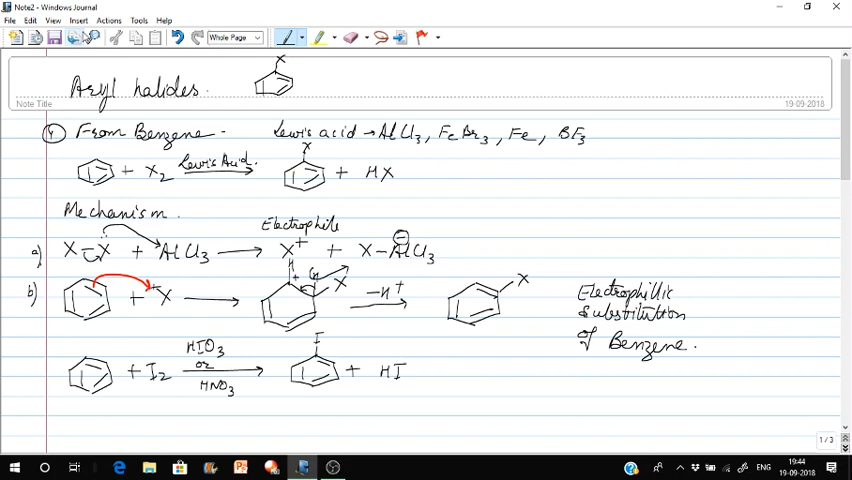 Note2 - Windows Journal
File Edit View Insert Actions Tools Help
Whole Page
Aryl halides. X
Note Title
19-09-2018
4) From Benzene - Lewis acid → AlCl3, FeBr3, Fe, BF3
+ X2 Lewis Acid. → X + HX
Mechanism.
Electrophile
a) X - X + AlCl3 → X+ + X - AlCl3 ⊖
b) + +X → H + H X - H+ → X
Electrophillic
Substitution
of Benzene.
+ I2 HIO3 or HNO3 → I + HI
1 / 3
ENG
19:44
19-09-2018